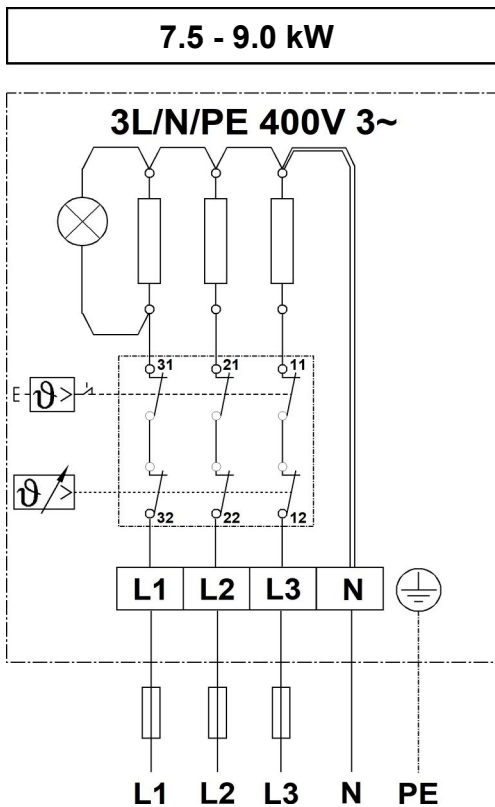 7.5 - 9.0 kW
3L/N/PE 400V 3~
31 21 11
E ϑ >
ϑ >
32 22 12
L1 L2 L3 N
L1 L2 L3 N PE